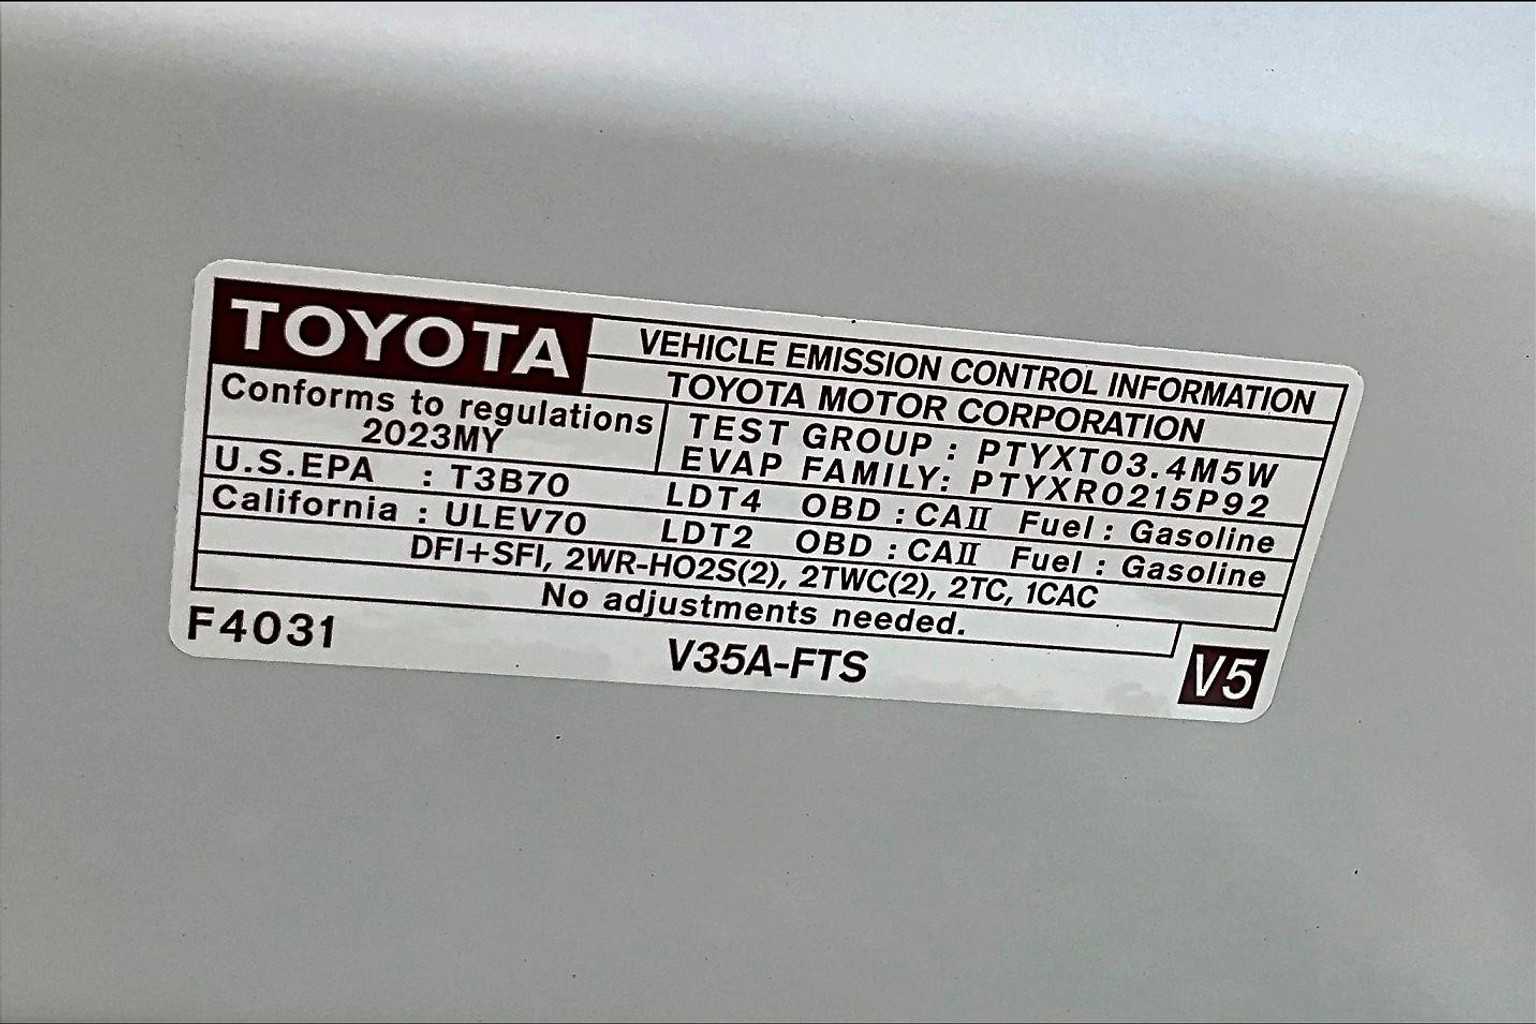 TOYOTA
VEHICLE EMISSION CONTROL INFORMATION
TOYOTA MOTOR CORPORATION
Conforms to regulations
2023MY
TEST GROUP : PTYXT03.4M5W
EVAP FAMILY: PTYXR0215P92
U.S.EPA : T3B70 LDT4 OBD : CAII Fuel : Gasoline
California : ULEV70 LDT2 OBD : CAII Fuel : Gasoline
DFI+SFI, 2WR-HO2S(2), 2TWC(2), 2TC, 1CAC
No adjustments needed.
F4031
V35A-FTS
V5